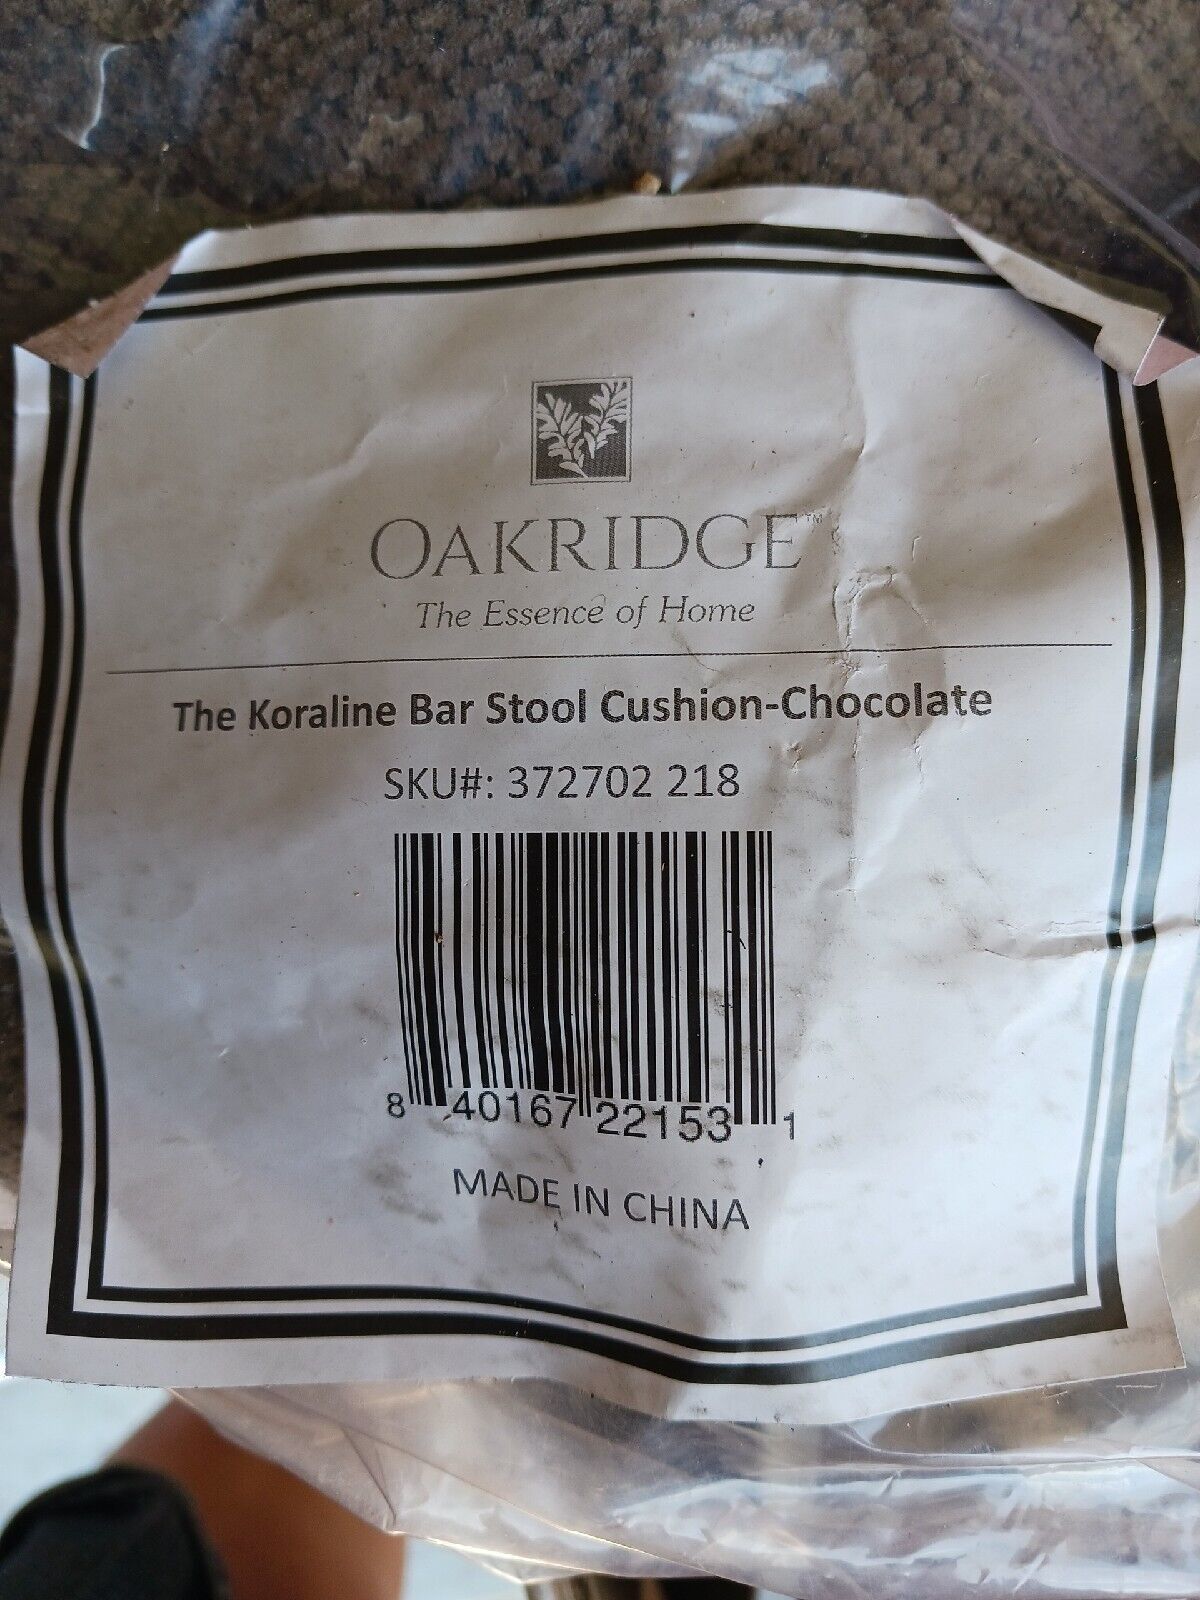 OAKRIDGE™
The Essence of Home
The Koraline Bar Stool Cushion-Chocolate
SKU#: 372702 218
8 40167 22153 1
MADE IN CHINA